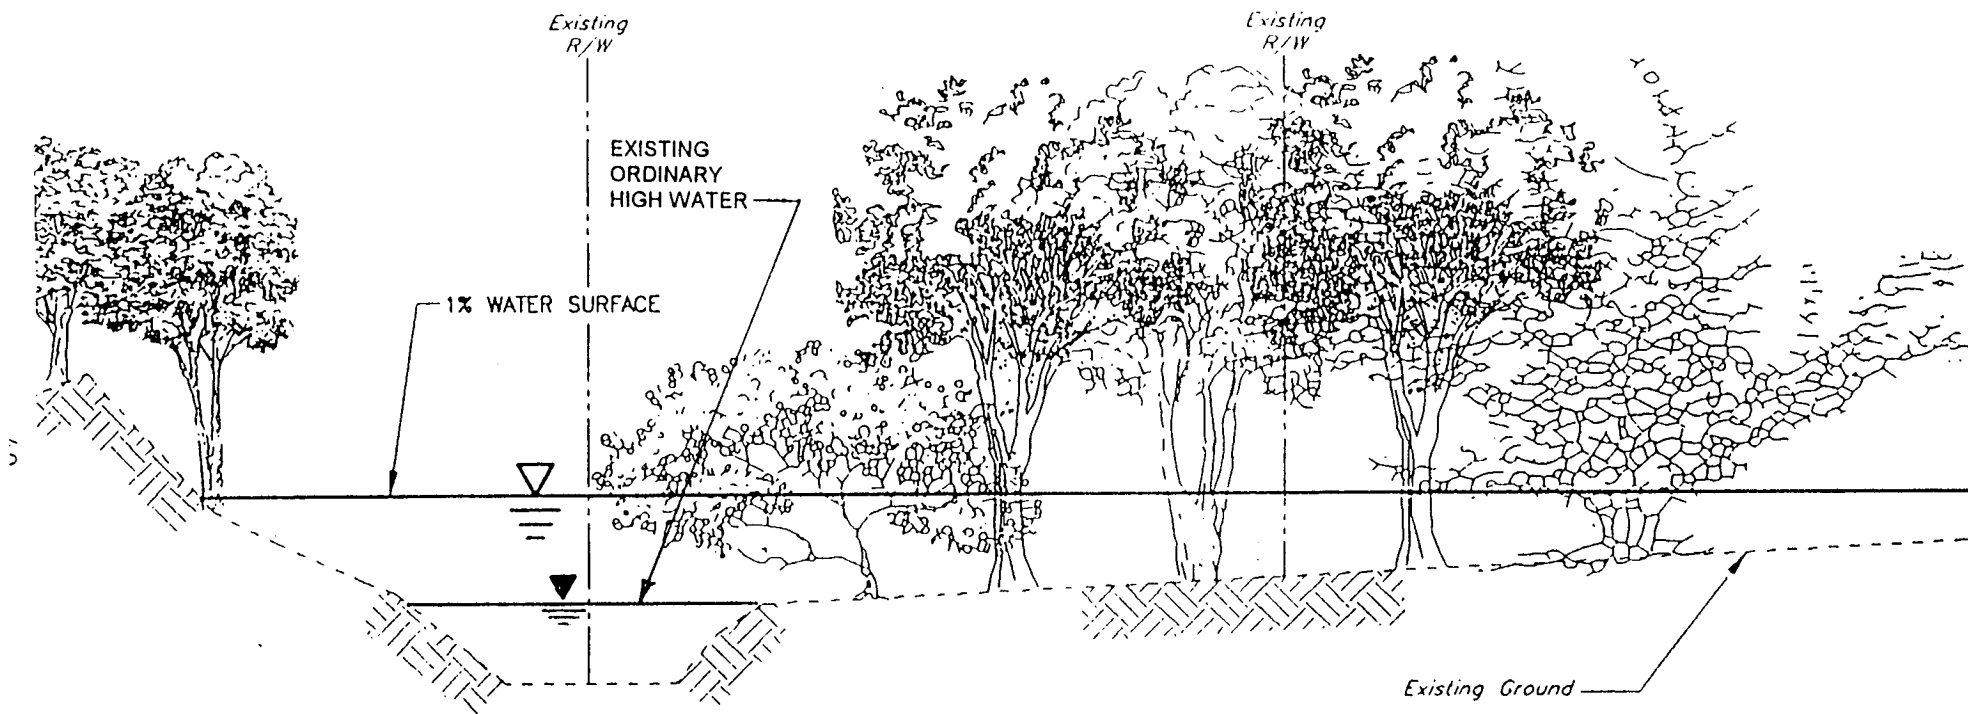 Existing
R/W
Existing
R/W
EXISTING
ORDINARY
HIGH WATER
1% WATER SURFACE
Existing Ground